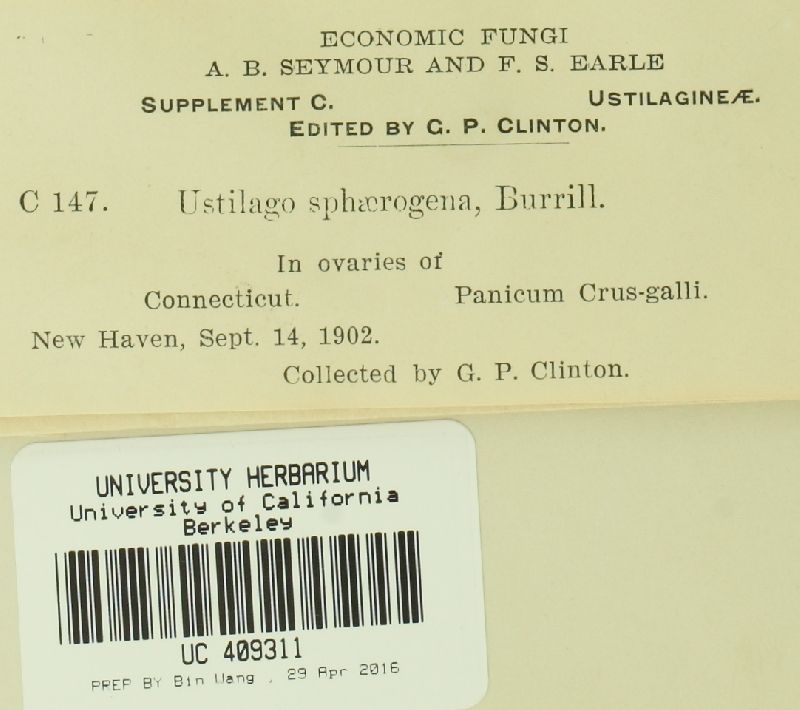 ECONOMIC FUNGI
A. B. SEYMOUR AND F. S. EARLE
SUPPLEMENT C. USTILAGINEÆ.
EDITED BY G. P. CLINTON.
C 147. Ustilago sphærogena, Burrill.
In ovaries of
Connecticut. Panicum Crus-galli.
New Haven, Sept. 14, 1902.
Collected by G. P. Clinton.
UNIVERSITY HERBARIUM
University of California
Berkeley
UC 409311
PREP BY Bin Wang , 29 Apr 2016